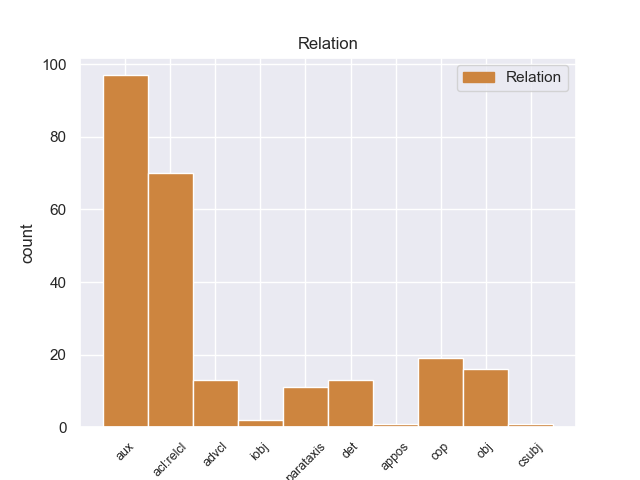 Relation
Relation
100
80
60
40
20
0
count
aux
acl:relcl
advcl
iobj
parataxis
det
appos
cop
obj
csubj